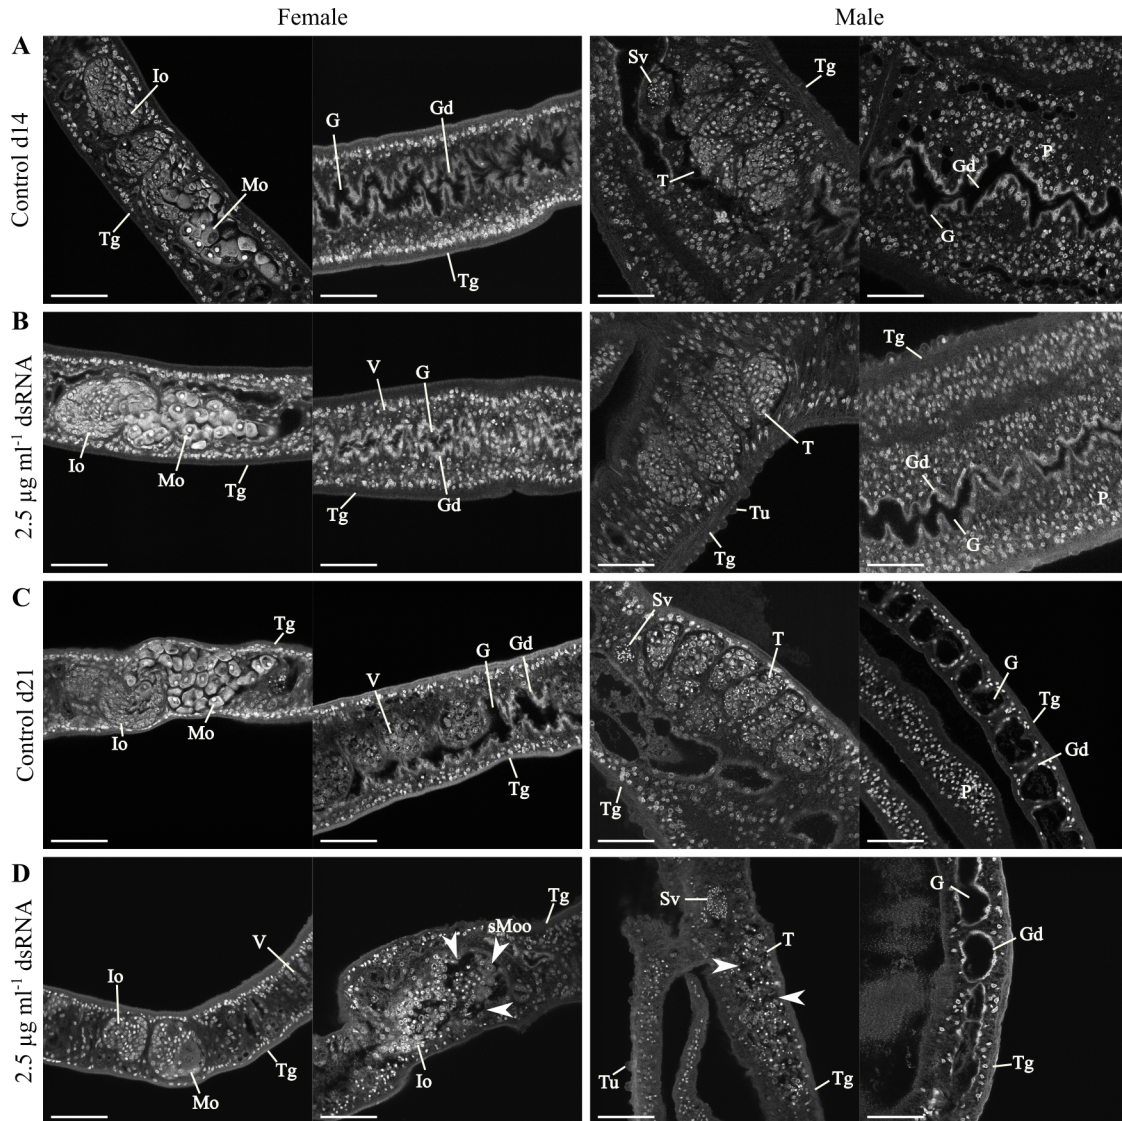 Female
Male
A
Control d14
Io
Mo
Tg
G
Gd
Tg
Sv
Tg
T
P
Gd
G
B
2.5 µg ml-1 dsRNA
Io
Mo
Tg
V
G
Tg
Gd
T
Tu
Tg
Tg
Gd
G
P
C
Control d21
Tg
Io
Mo
V
G
Gd
Tg
Sv
T
Tg
G
Tg
Gd
P
D
2.5 µg ml-1 dsRNA
Io
V
Mo
Tg
Tg
sMoo
Io
Sv
T
Tu
Tg
G
Gd
Tg